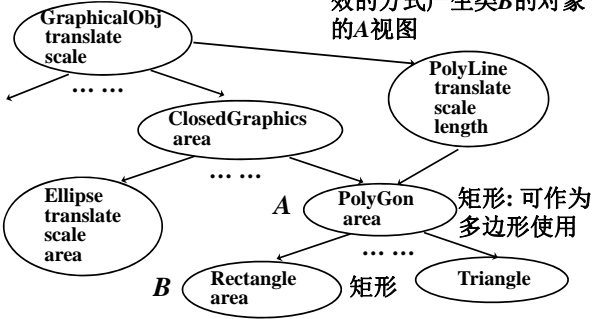 效的方式产生类B的对象
的A视图
GraphicalObj
translate
scale
... ...
PolyLine
translate
scale
length
ClosedGraphics
area
... ...
Ellipse
translate
scale
area
A
PolyGon
area
矩形: 可作为
多边形使用
... ...
B
Rectangle
area
矩形
Triangle